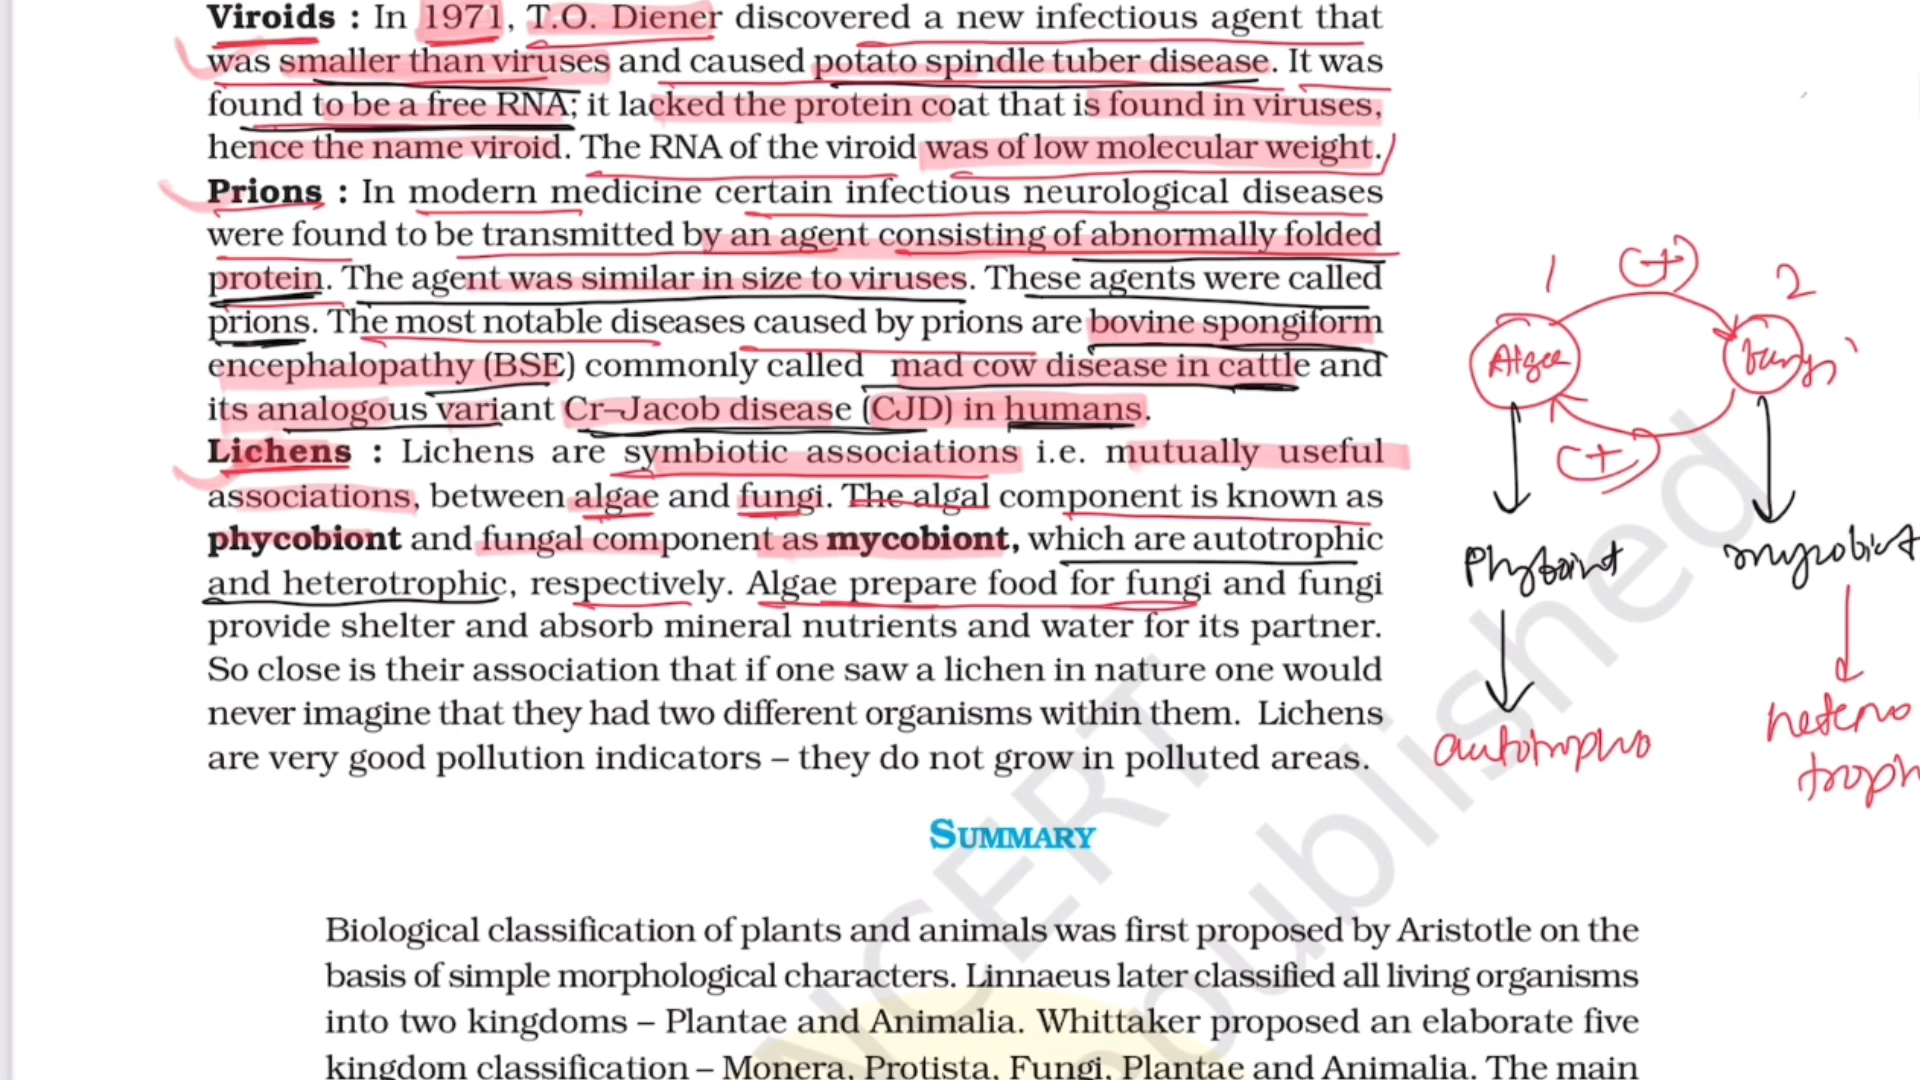 Viroids : In 1971, T.O. Diener discovered a new infectious agent that
was smaller than viruses and caused potato spindle tuber disease. It was
found to be a free RNA; it lacked the protein coat that is found in viruses,
hence the name viroid. The RNA of the viroid was of low molecular weight.
Prions : In modern medicine certain infectious neurological diseases
were found to be transmitted by an agent consisting of abnormally folded
protein. The agent was similar in size to viruses. These agents were called
prions. The most notable diseases caused by prions are bovine spongiform
encephalopathy (BSE) commonly called mad cow disease in cattle and
its analogous variant Cr–Jacob disease (CJD) in humans.
Lichens : Lichens are symbiotic associations i.e. mutually useful
associations, between algae and fungi. The algal component is known as
phycobiont and fungal component as mycobiont, which are autotrophic
and heterotrophic, respectively. Algae prepare food for fungi and fungi
provide shelter and absorb mineral nutrients and water for its partner.
So close is their association that if one saw a lichen in nature one would
never imagine that they had two different organisms within them. Lichens
are very good pollution indicators – they do not grow in polluted areas.
1 (+) 2
Algae
(+)
hetero
troph
SUMMARY
Biological classification of plants and animals was first proposed by Aristotle on the
basis of simple morphological characters. Linnaeus later classified all living organisms
into two kingdoms – Plantae and Animalia. Whittaker proposed an elaborate five
kingdom classification – Monera, Protista, Fungi, Plantae and Animalia. The main
NCERT
published